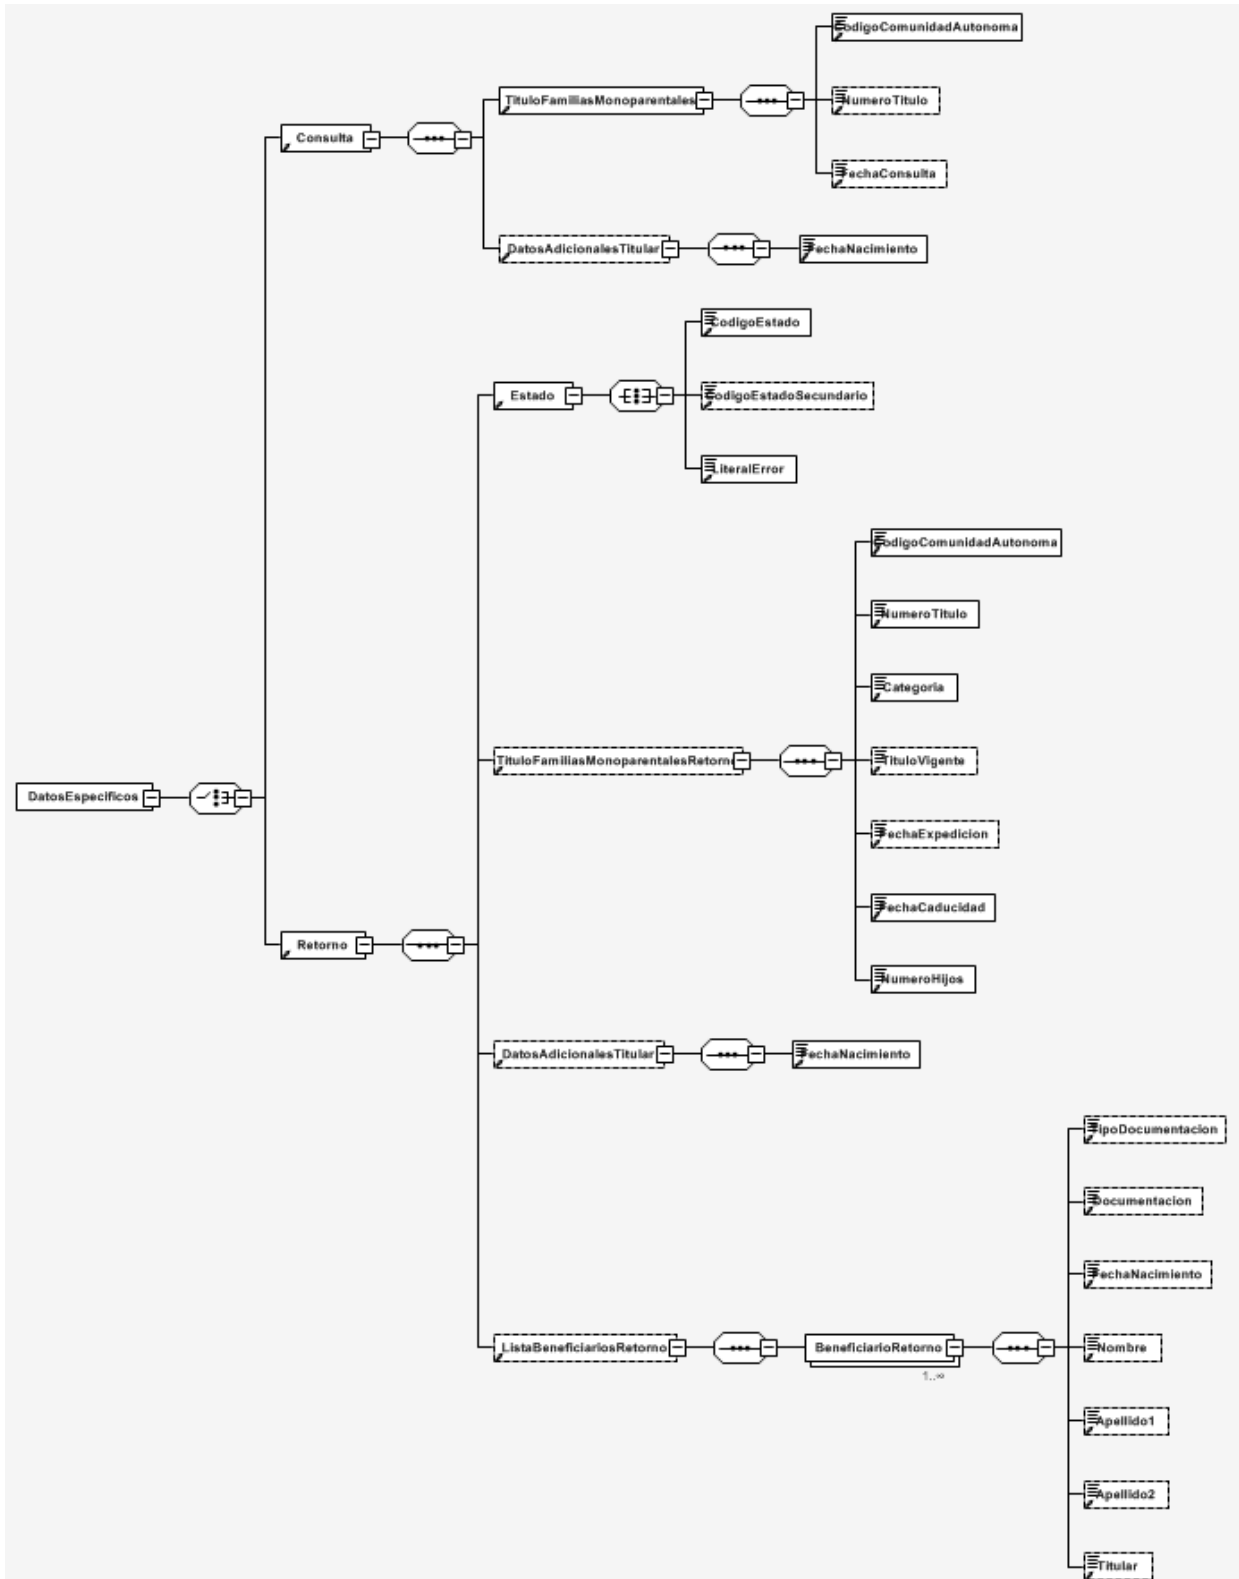 CodigoComunidadAutonoma
TituloFamiliasMonoparentales
NumeroTitulo
Consulta
FechaConsulta
DatosAdicionalesTitular
FechaNacimiento
CodigoEstado
Estado
CodigoEstadoSecundario
LiteralError
CodigoComunidadAutonoma
NumeroTitulo
Categoria
TituloFamiliasMonoparentalesRetorno
TituloVigente
DatosEspecificos
FechaExpedicion
FechaCaducidad
Retorno
NumeroHijos
DatosAdicionalesTitular
FechaNacimiento
TipoDocumentacion
Documentacion
FechaNacimiento
ListaBeneficiariosRetorno
BeneficiarioRetorno
1..∞
Nombre
Apellido1
Apellido2
Titular